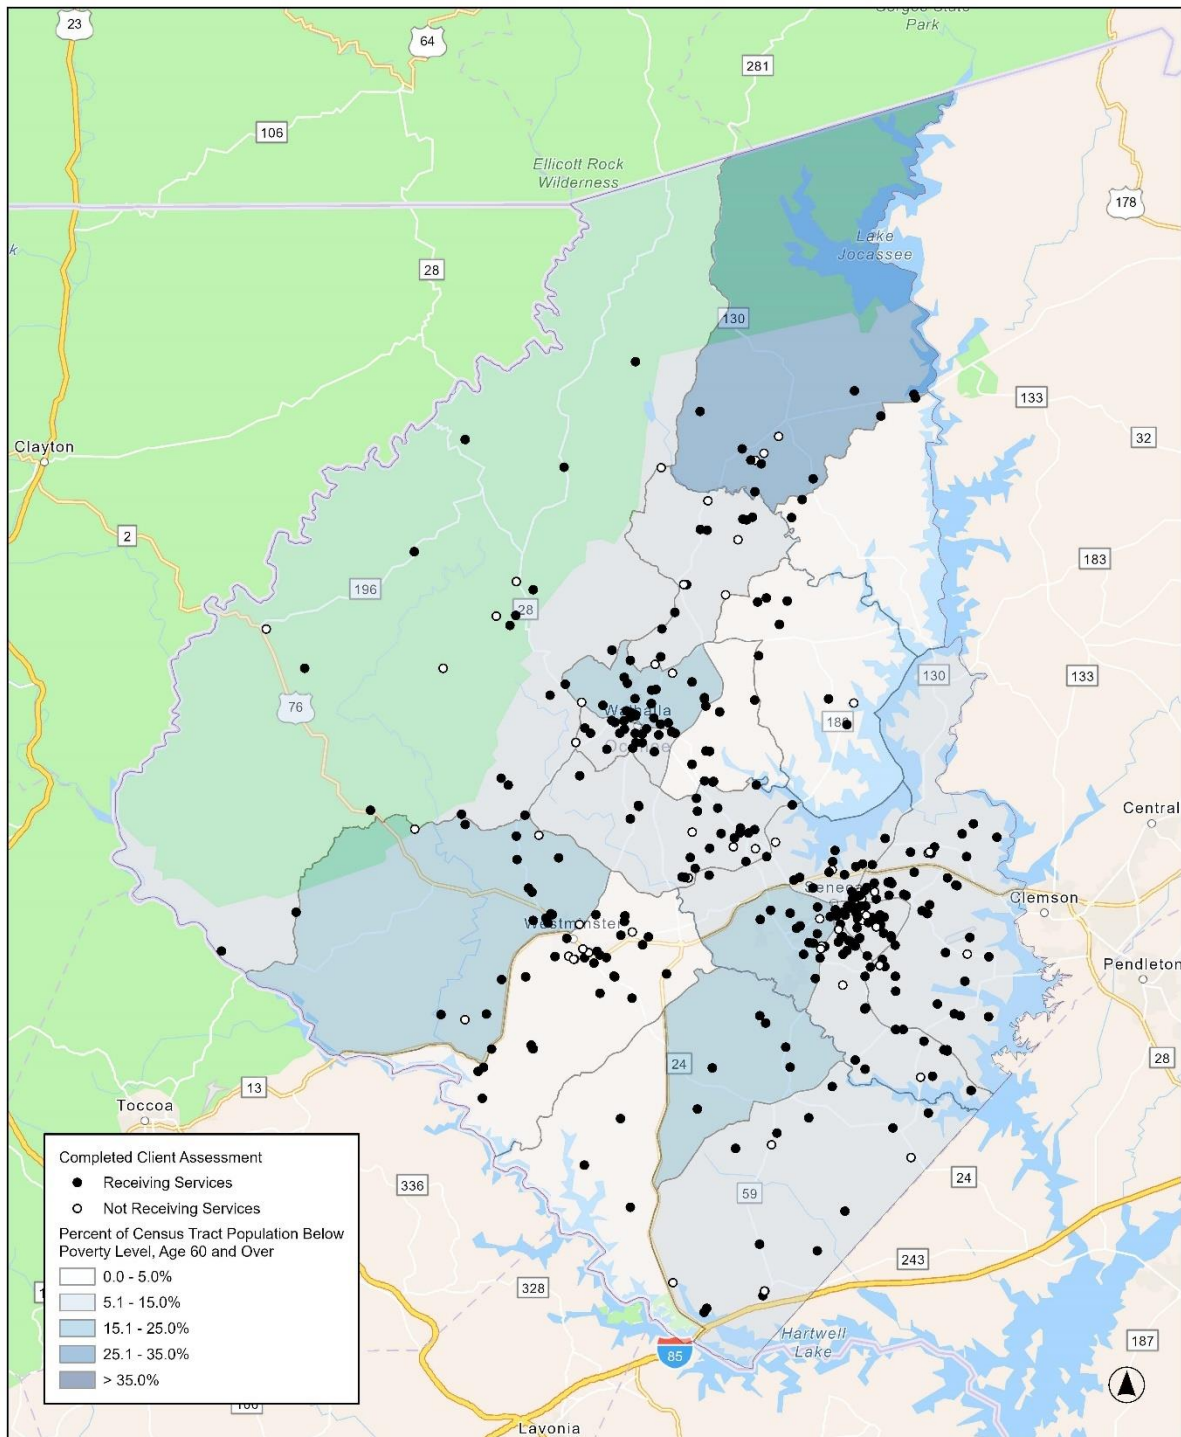 23
64
Park
281
106
Ellicott Rock
Wilderness
178
Lake
Jocassee
28
130
133
32
Clayton
2
183
196
28
130
133
76
Walhalla
188
Oconee
Central
Seneca
Clemson
Westminster
Pendleton
24
28
13
Toccoa
336
24
59
243
328
Hartwell
Lake
187
85
Lavonia
Completed Client Assessment
Receiving Services
Not Receiving Services
Percent of Census Tract Population Below
Poverty Level, Age 60 and Over
0.0 - 5.0%
5.1 - 15.0%
15.1 - 25.0%
25.1 - 35.0%
> 35.0%